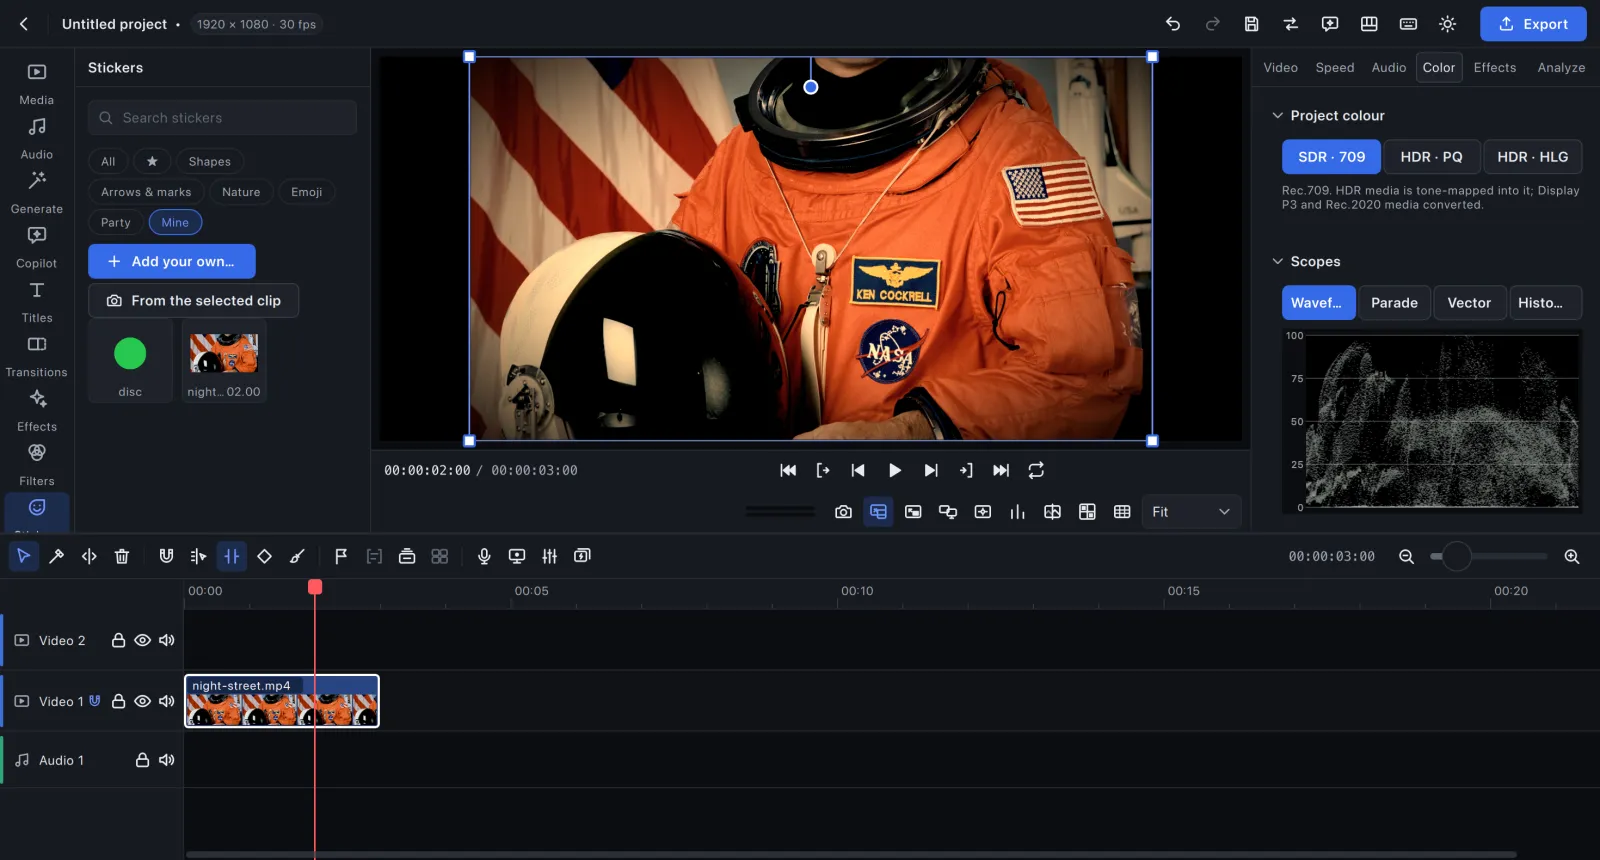 Untitled project •
1920 × 1080 · 30 fps
Export
Media
Audio
Generate
Copilot
Titles
Transitions
Effects
Filters
Stickers
Search stickers
All
★
Shapes
Arrows & marks
Nature
Emoji
Party
Mine
+ Add your own...
From the selected clip
disc
night... 02.00
USA
KEN COCKRELL
NASA
00:00:02:00 / 00:00:03:00
Fit
Video
Speed
Audio
Color
Effects
Analyze
Project colour
SDR · 709
HDR · PQ
HDR · HLG
Rec.709. HDR media is tone-mapped into it; Display
P3 and Rec.2020 media converted.
Scopes
Wavef...
Parade
Vector
Histo...
100
75
50
25
0
00:00:03:00
00:00
00:05
00:10
00:15
00:20
Video 2
Video 1
night-street.mp4
Audio 1